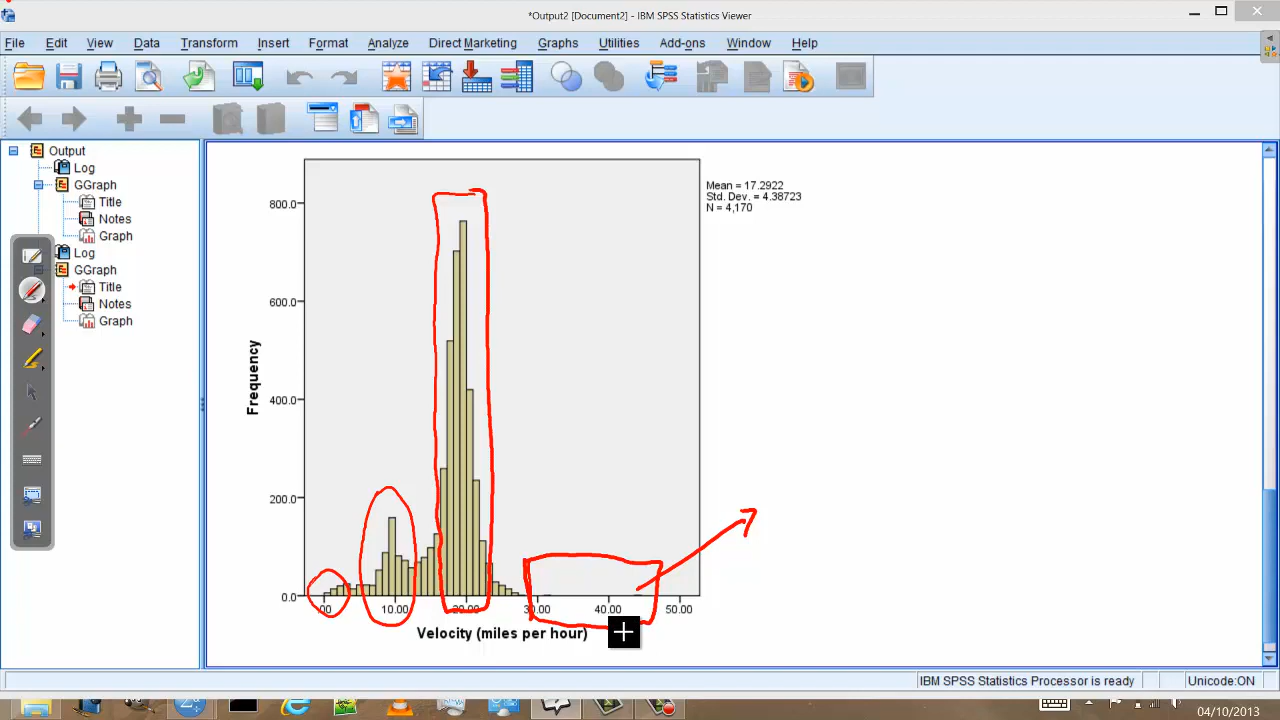 *Output2 [Document2] - IBM SPSS Statistics Viewer
File Edit View Data Transform Insert Format Analyze Direct Marketing Graphs Utilities Add-ons Window Help
Output
Log
GGraph
Title
Notes
Graph
Log
GGraph
Title
Notes
Graph
Mean = 17.2922
Std. Dev. = 4.38723
N = 4,170
800.0
600.0
400.0
200.0
0.0
Frequency
.00 10.00 20.00 30.00 40.00 50.00
Velocity (miles per hour)
IBM SPSS Statistics Processor is ready Unicode:ON
04/10/2013